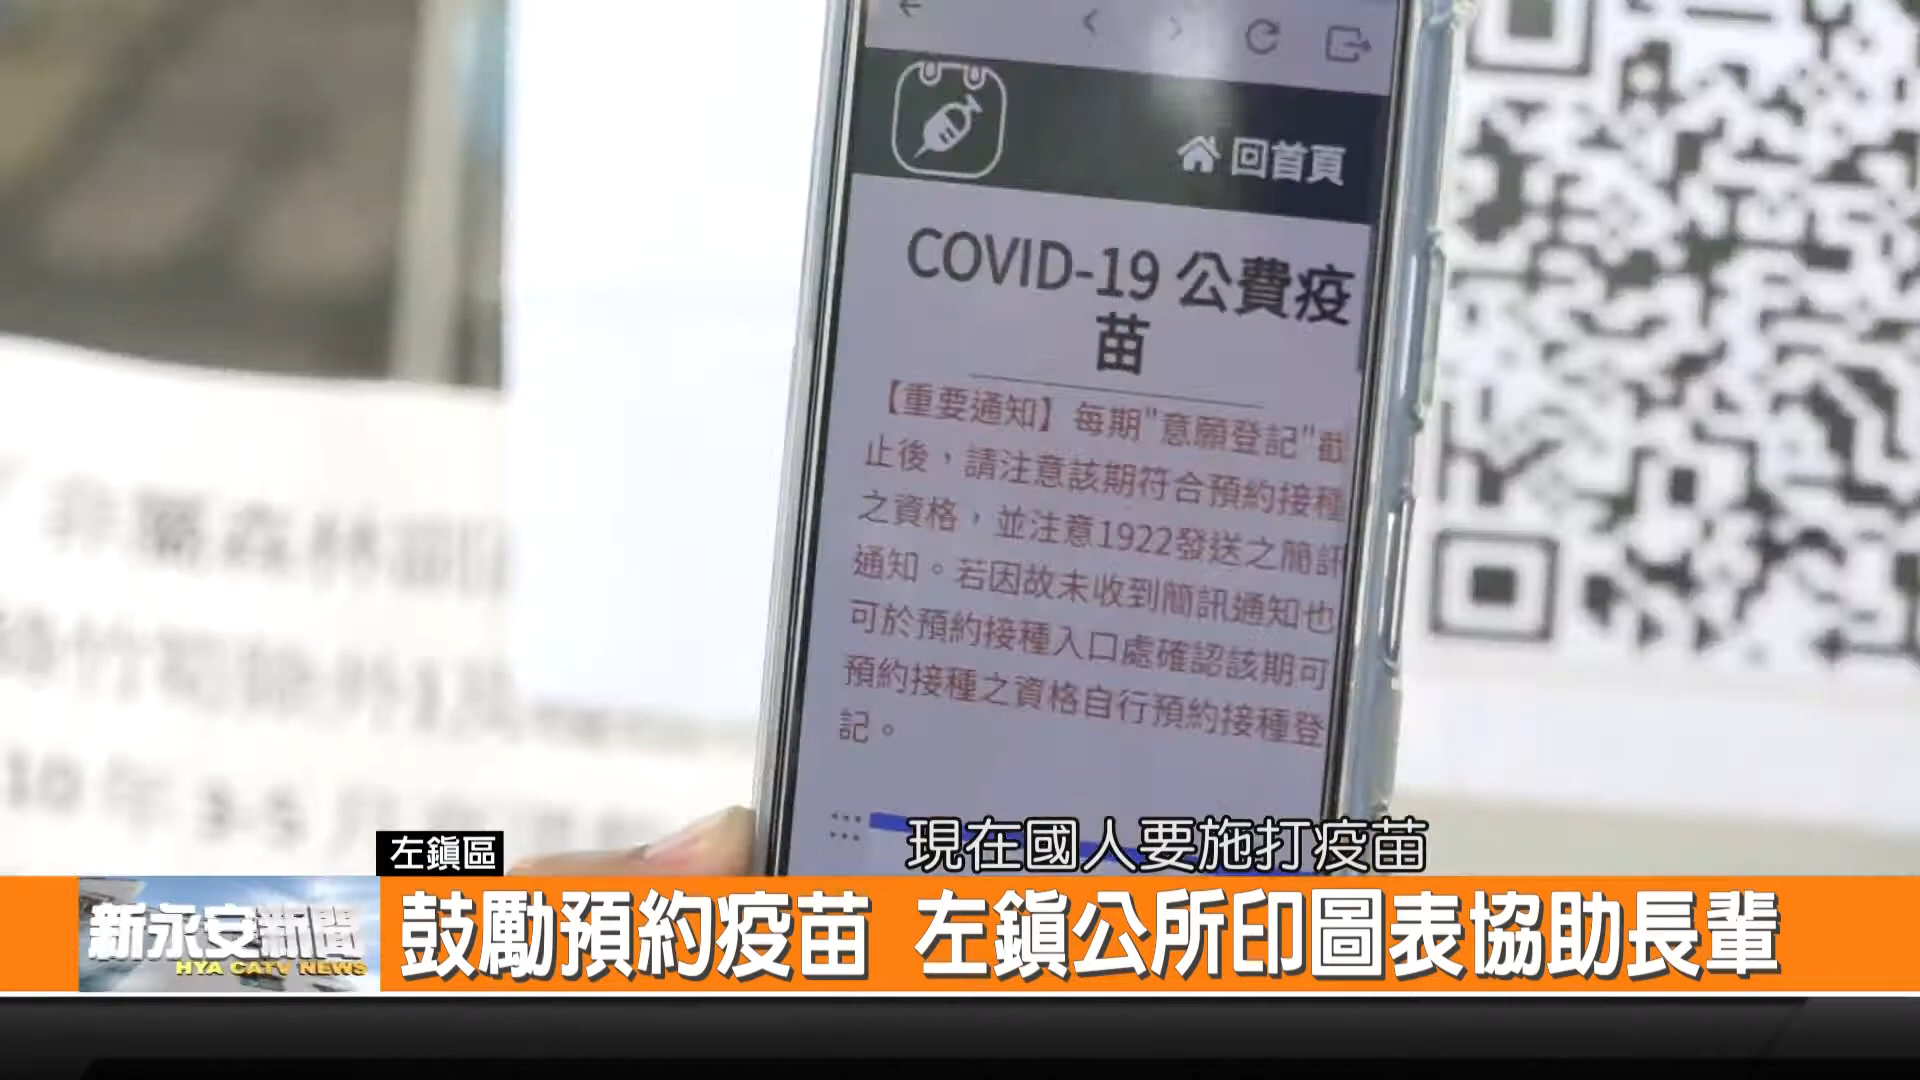 回首頁
COVID-19 公費疫
苗
【重要通知】每期"意願登記"截
止後，請注意該期符合預約接種
之資格，並注意1922發送之簡訊
通知。若因故未收到簡訊通知也
可於預約接種入口處確認該期可
預約接種之資格自行預約接種登
記。
現在國人要施打疫苗
左鎮區
新永安新聞
HYA CATV NEWS
鼓勵預約疫苗 左鎮公所印圖表協助長輩